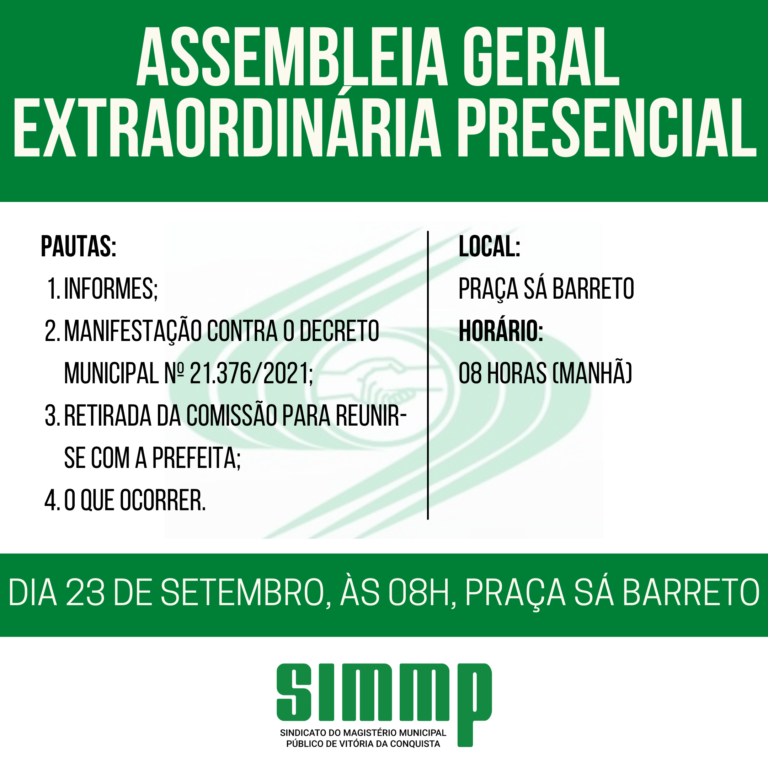 ASSEMBLEIA GERAL
EXTRAORDINÁRIA PRESENCIAL
PAUTAS:
1. INFORMES;
2. MANIFESTAÇÃO CONTRA O DECRETO
MUNICIPAL Nº 21.376/2021;
3. RETIRADA DA COMISSÃO PARA REUNIR-
SE COM A PREFEITA;
4. O QUE OCORRER.
LOCAL:
PRAÇA SÁ BARRETO
HORÁRIO:
08 HORAS (MANHÃ)
DIA 23 DE SETEMBRO, ÀS 08H, PRAÇA SÁ BARRETO
SIMMP
SINDICATO DO MAGISTÉRIO MUNICIPAL
PÚBLICO DE VITÓRIA DA CONQUISTA